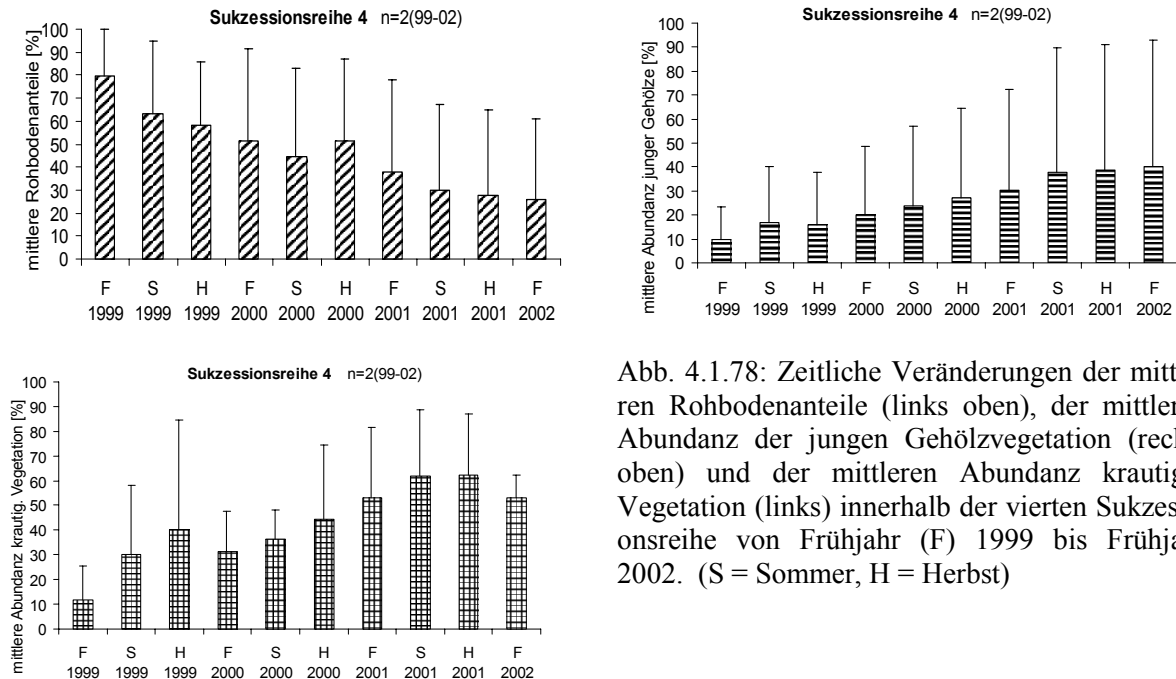 Sukzessionsreihe 4 n=2(99-02)
mittlere Rohbodenanteile [%]
100
90
80
70
60
50
40
30
20
10
0
F S H F S H F S H F
1999 1999 1999 2000 2000 2000 2001 2001 2001 2002
Sukzessionsreihe 4 n=2(99-02)
mittlere Abundanz junger Gehölze [%]
100
90
80
70
60
50
40
30
20
10
0
F S H F S H F S H F
1999 1999 1999 2000 2000 2000 2001 2001 2001 2002
Sukzessionsreihe 4 n=2(99-02)
mittlere Abundanz krautig. Vegetation [%]
100
90
80
70
60
50
40
30
20
10
0
F S H F S H F S H F
1999 1999 1999 2000 2000 2000 2001 2001 2001 2002
Abb. 4.1.78: Zeitliche Veränderungen der mitt
ren Rohbodenanteile (links oben), der mittler
Abundanz der jungen Gehölzvegetation (rec
oben) und der mittleren Abundanz krautig
Vegetation (links) innerhalb der vierten Sukzes
onsreihe von Frühjahr (F) 1999 bis Frühja
2002. (S = Sommer, H = Herbst)